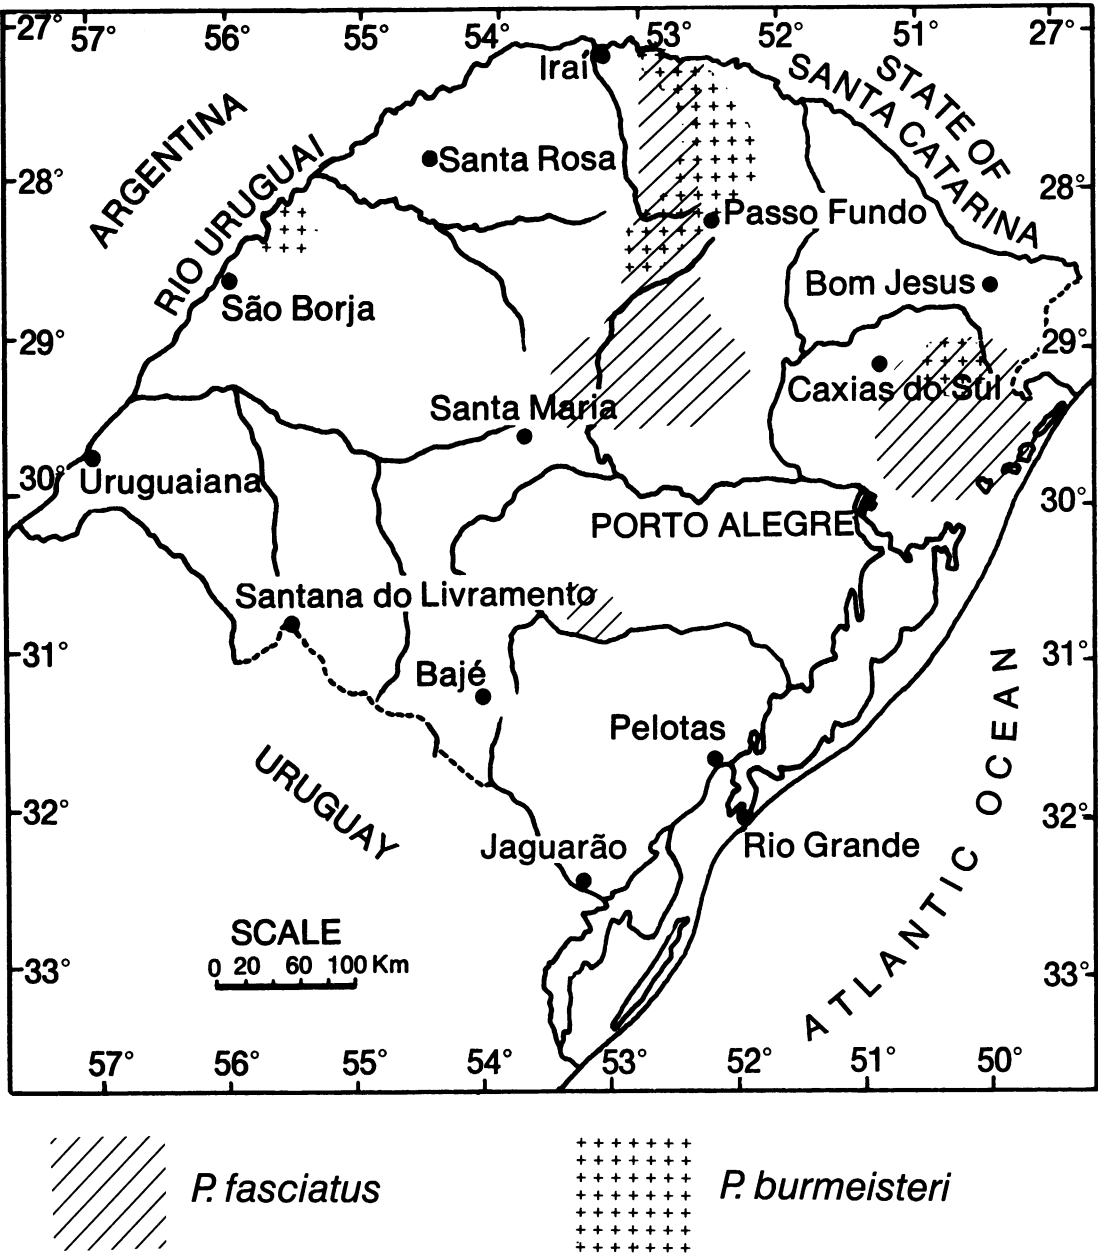 27° 57° 56° 55° 54° 53° 52° 51° 27°
Iraí
STATE OF
SANTA CATARINA
ARGENTINA
RIO URUGUAI
Santa Rosa
28° 28°
Passo Fundo
Bom Jesus
São Borja
29° 29°
Caxias do Sul
Santa Maria
30° Uruguaiana 30°
PORTO ALEGRE
Santana do Livramento
31° 31°
Bajé
Pelotas
URUGUAY
32° 32°
Jaguarão Rio Grande
ATLANTIC OCEAN
SCALE
0 20 60 100 Km
33° 33°
57° 56° 55° 54° 53° 52° 51° 50°
P. fasciatus P. burmeisteri